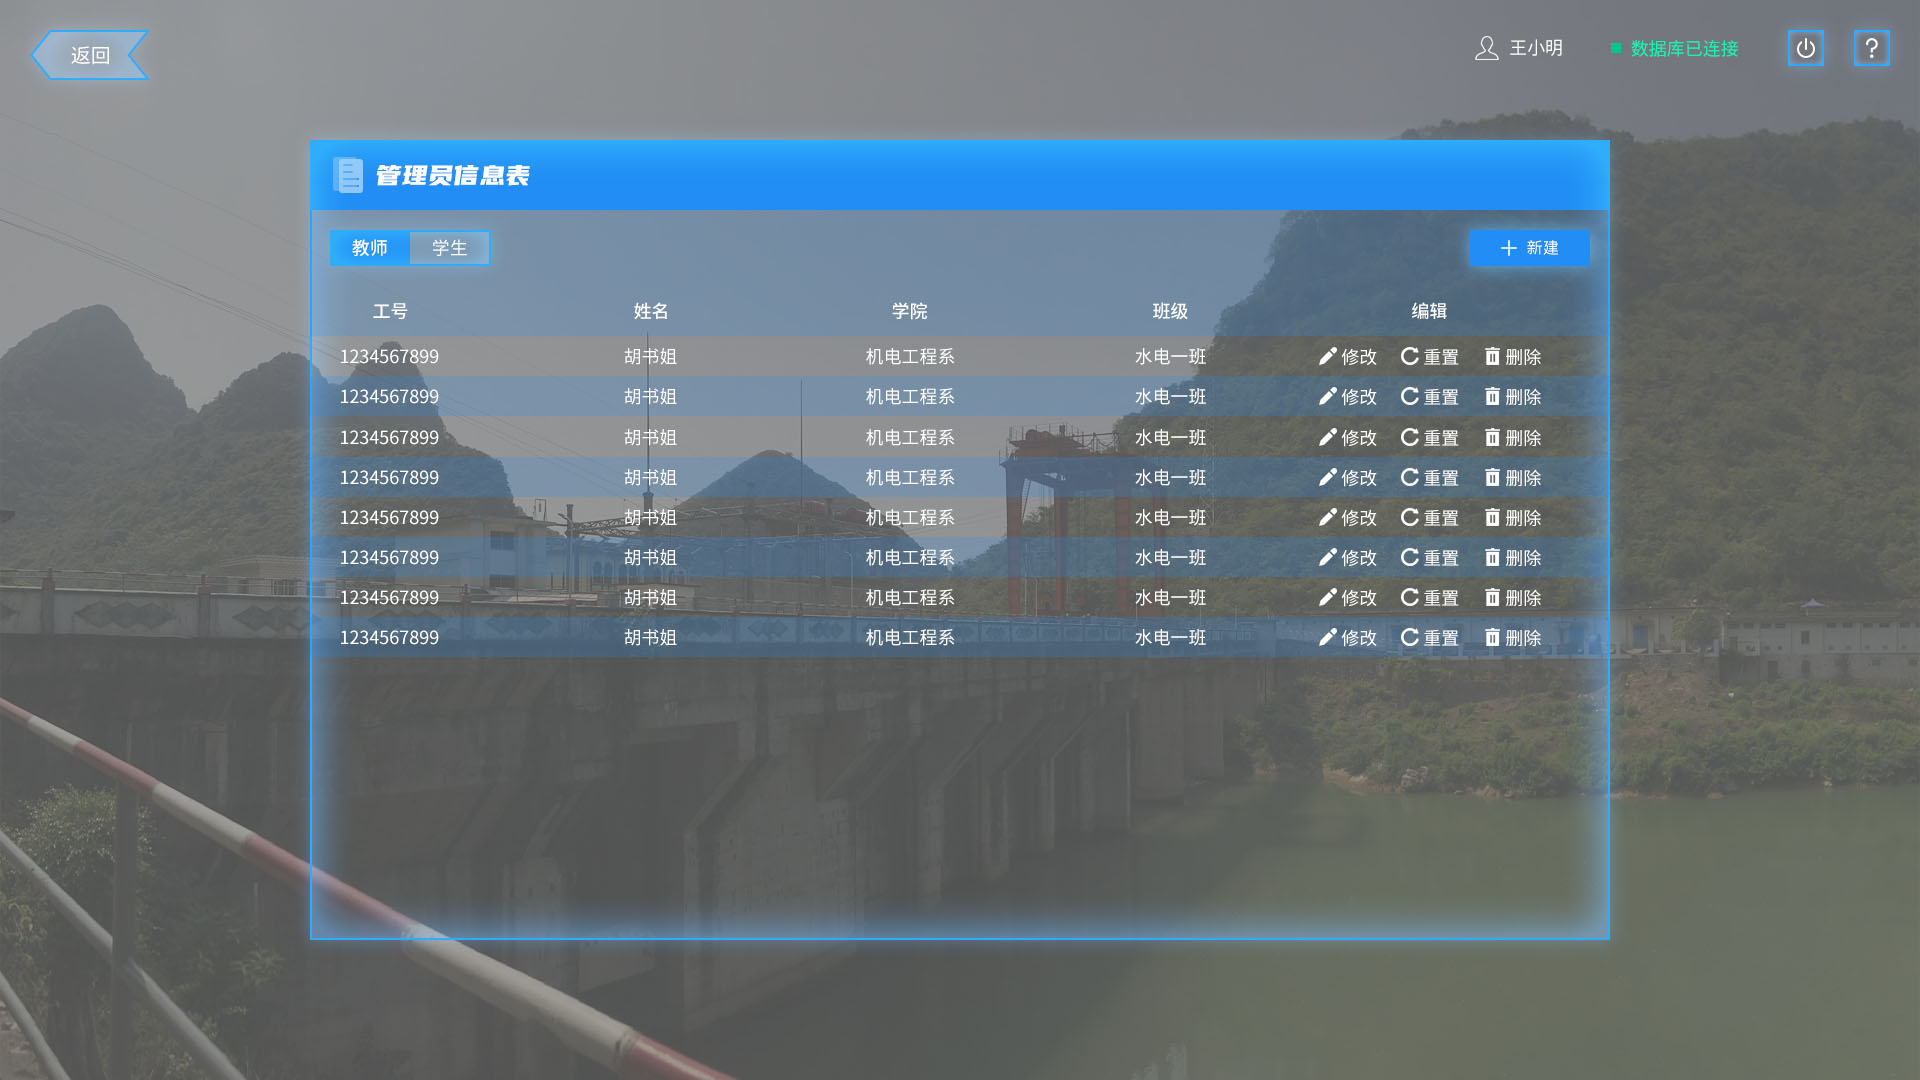 返回
王小明
数据库已连接
?
管理员信息表
教师 学生
新建
工号 姓名 学院 班级 编辑
1234567899 胡书姐 机电工程系 水电一班 修改 重置 删除
1234567899 胡书姐 机电工程系 水电一班 修改 重置 删除
1234567899 胡书姐 机电工程系 水电一班 修改 重置 删除
1234567899 胡书姐 机电工程系 水电一班 修改 重置 删除
1234567899 胡书姐 机电工程系 水电一班 修改 重置 删除
1234567899 胡书姐 机电工程系 水电一班 修改 重置 删除
1234567899 胡书姐 机电工程系 水电一班 修改 重置 删除
1234567899 胡书姐 机电工程系 水电一班 修改 重置 删除